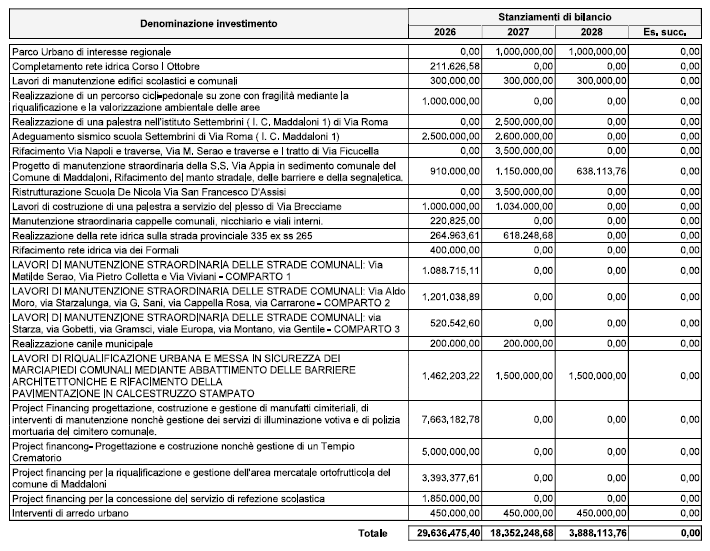 Denominazione investimento Stanziamenti di bilancio
2026 2027 2028 Es. succ.
Parco Urbano di interesse regionale 0,00 1,000,000,00 1,000,000,00 0,00
Completamento rete idrica Corso I Ottobre 211,626,58 0,00 0,00 0,00
Lavori di manutenzione edifici scolastici e comunali 300,000,00 300,000,00 300,000,00 0,00
Realizzazione di un percorso cicl-pedonale su zone con fragilità mediante la
riqualificazione e la valorizzazione ambientale delle aree 1,000,000,00 0,00 0,00 0,00
Realizzazione di una palestra nell'istituto Settembrini ( I. C. Maddaloni 1) di Via Roma 0,00 2,500,000,00 0,00 0,00
Adeguamento sismico scuola Settembrini di Via Roma ( I. C. Maddaloni 1) 2,500,000,00 2,600,000,00 0,00 0,00
Rifacimento Via Napoli e traverse, Via M. Serao e traverse e I tratto di Via Ficucella 0,00 3,500,000,00 0,00 0,00
Progetto di manutenzione straordinaria della S.S. Via Appia in sedimento comunale del
Comune di Maddaloni, Rifacimento del manto stradale, delle barriere e della segnaletica. 910,000,00 1,150,000,00 638,113,76 0,00
Ristrutturazione Scuola De Nicola Via San Francesco D'Assisi 0,00 3,500,000,00 0,00 0,00
Lavori di costruzione di una palestra a servizio del plesso di Via Brecciame 1,000,000,00 1,034,000,00 0,00 0,00
Manutenzione straordinaria cappelle comunali, nicchiario e viali interni. 220,825,00 0,00 0,00 0,00
Realizzazione della rete idrica sulla strada provinciale 335 ex ss 265 264,963,61 618,248,68 0,00 0,00
Rifacimento rete idrica via dei Formali 400,000,00 0,00 0,00 0,00
LAVORI DI MANUTENZIONE STRAORDINARIA DELLE STRADE COMUNALI: Via
Matilde Serao, Via Pietro Colletta e Via Viviani - COMPARTO 1 1,088,715,11 0,00 0,00 0,00
LAVORI DI MANUTENZIONE STRAORDINARIA DELLE STRADE COMUNALI: Via Aldo
Moro, via Starzalunga, via G. Sani, via Cappella Rosa, via Carrarone - COMPARTO 2 1,201,038,89 0,00 0,00 0,00
LAVORI DI MANUTENZIONE STRAORDINARIA DELLE STRADE COMUNALI: via
Starza, via Gobetti, via Gramsci, viale Europa, via Montano, via Gentile - COMPARTO 3 520,542,60 0,00 0,00 0,00
Realizzazione canile municipale 200,000,00 200,000,00 0,00 0,00
LAVORI DI RIQUALIFICAZIONE URBANA E MESSA IN SICUREZZA DEI
MARCIAPIEDI COMUNALI MEDIANTE ABBATTIMENTO DELLE BARRIERE
ARCHITETTONICHE E RIFACIMENTO DELLA
PAVIMENTAZIONE IN CALCESTRUZZO STAMPATO 1,462,203,22 1,500,000,00 1,500,000,00 0,00
Project Financing progettazione, costruzione e gestione di manufatti cimiteriali, di
interventi di manutenzione nonchè gestione dei servizi di illuminazione votiva e di polizia
mortuaria del cimitero comunale. 7,663,182,78 0,00 0,00 0,00
Project financong- Progettazione e costruzione nonchè gestione di un Tempio
Crematorio 5,000,000,00 0,00 0,00 0,00
Project financing per la riqualificazione e gestione dell'area mercatale ortofrutticola del
comune di Maddaloni 3,393,377,61 0,00 0,00 0,00
Project financing per la concessione del servizio di refezione scolastica 1,850,000,00 0,00 0,00 0,00
Interventi di arredo urbano 450,000,00 450,000,00 450,000,00 0,00
Totale 29,636,475,40 18,352,248,68 3,888,113,76 0,00